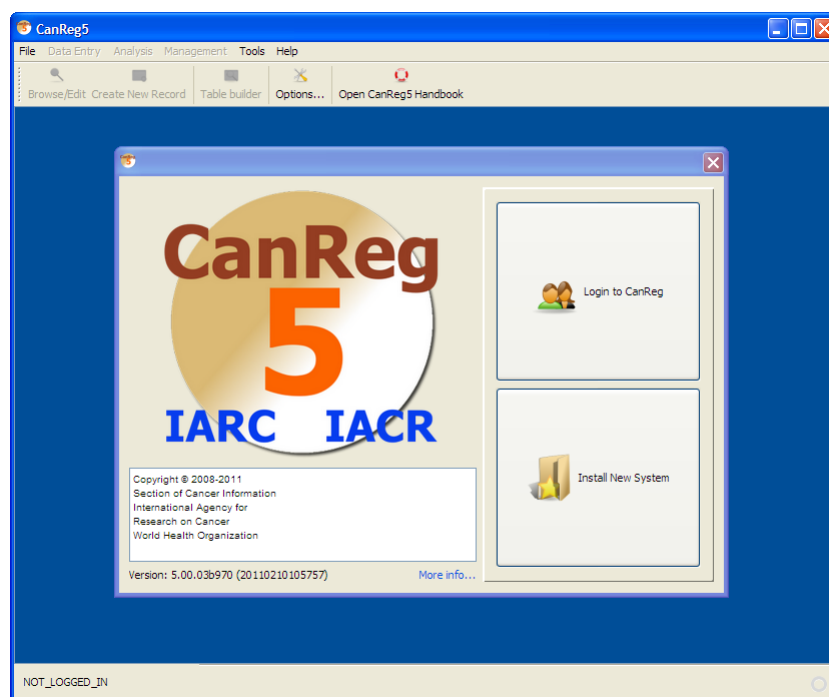 CanReg5
File Data Entry Analysis Management Tools Help
Browse/Edit Create New Record Table builder Options... Open CanReg5 Handbook
5
CanReg
5
IARC IACR
Login to CanReg
Install New System
Copyright © 2008-2011
Section of Cancer Information
International Agency for
Research on Cancer
World Health Organization
Version: 5.00.03b970 (20110210105757) More info...
NOT_LOGGED_IN